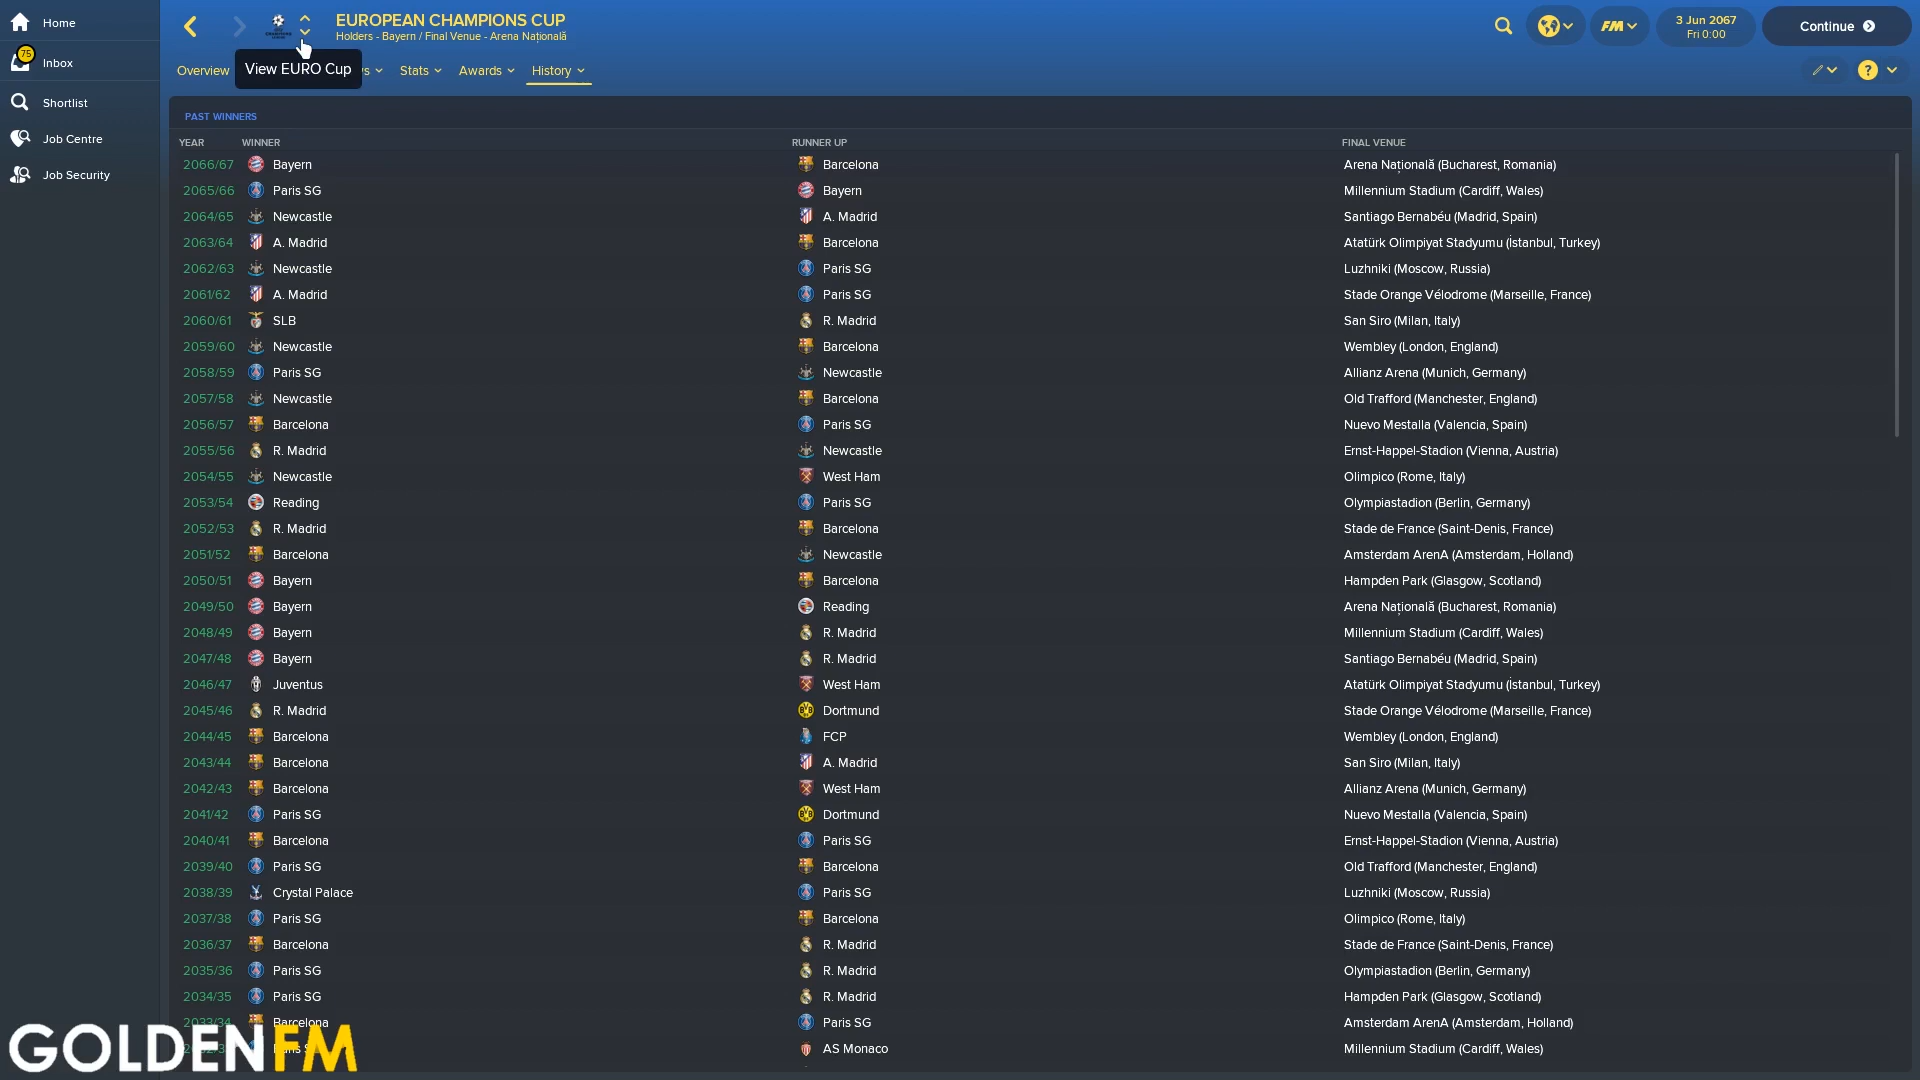 Home
75
Inbox
Shortlist
Job Centre
Job Security
EUROPEAN CHAMPIONS CUP
Holders - Bayern / Final Venue - Arena Națională
FM
3 Jun 2067
Fri 0:00
Continue
Overview
View EURO Cup
Stats
Awards
History
?
PAST WINNERS
YEAR WINNER RUNNER UP FINAL VENUE
2066/67 Bayern Barcelona Arena Națională (Bucharest, Romania)
2065/66 Paris SG Bayern Millennium Stadium (Cardiff, Wales)
2064/65 Newcastle A. Madrid Santiago Bernabéu (Madrid, Spain)
2063/64 A. Madrid Barcelona Atatürk Olimpiyat Stadyumu (İstanbul, Turkey)
2062/63 Newcastle Paris SG Luzhniki (Moscow, Russia)
2061/62 A. Madrid Paris SG Stade Orange Vélodrome (Marseille, France)
2060/61 SLB R. Madrid San Siro (Milan, Italy)
2059/60 Newcastle Barcelona Wembley (London, England)
2058/59 Paris SG Newcastle Allianz Arena (Munich, Germany)
2057/58 Newcastle Barcelona Old Trafford (Manchester, England)
2056/57 Barcelona Paris SG Nuevo Mestalla (Valencia, Spain)
2055/56 R. Madrid Newcastle Ernst-Happel-Stadion (Vienna, Austria)
2054/55 Newcastle West Ham Olimpico (Rome, Italy)
2053/54 Reading Paris SG Olympiastadion (Berlin, Germany)
2052/53 R. Madrid Barcelona Stade de France (Saint-Denis, France)
2051/52 Barcelona Newcastle Amsterdam ArenA (Amsterdam, Holland)
2050/51 Bayern Barcelona Hampden Park (Glasgow, Scotland)
2049/50 Bayern Reading Arena Națională (Bucharest, Romania)
2048/49 Bayern R. Madrid Millennium Stadium (Cardiff, Wales)
2047/48 Bayern R. Madrid Santiago Bernabéu (Madrid, Spain)
2046/47 Juventus West Ham Atatürk Olimpiyat Stadyumu (İstanbul, Turkey)
2045/46 R. Madrid Dortmund Stade Orange Vélodrome (Marseille, France)
2044/45 Barcelona FCP Wembley (London, England)
2043/44 Barcelona A. Madrid San Siro (Milan, Italy)
2042/43 Barcelona West Ham Allianz Arena (Munich, Germany)
2041/42 Paris SG Dortmund Nuevo Mestalla (Valencia, Spain)
2040/41 Barcelona Paris SG Ernst-Happel-Stadion (Vienna, Austria)
2039/40 Paris SG Barcelona Old Trafford (Manchester, England)
2038/39 Crystal Palace Paris SG Luzhniki (Moscow, Russia)
2037/38 Paris SG Barcelona Olimpico (Rome, Italy)
2036/37 Barcelona R. Madrid Stade de France (Saint-Denis, France)
2035/36 Paris SG R. Madrid Olympiastadion (Berlin, Germany)
2034/35 Paris SG R. Madrid Hampden Park (Glasgow, Scotland)
2033/34 Barcelona Paris SG Amsterdam ArenA (Amsterdam, Holland)
AS Monaco Millennium Stadium (Cardiff, Wales)
GOLDENFM